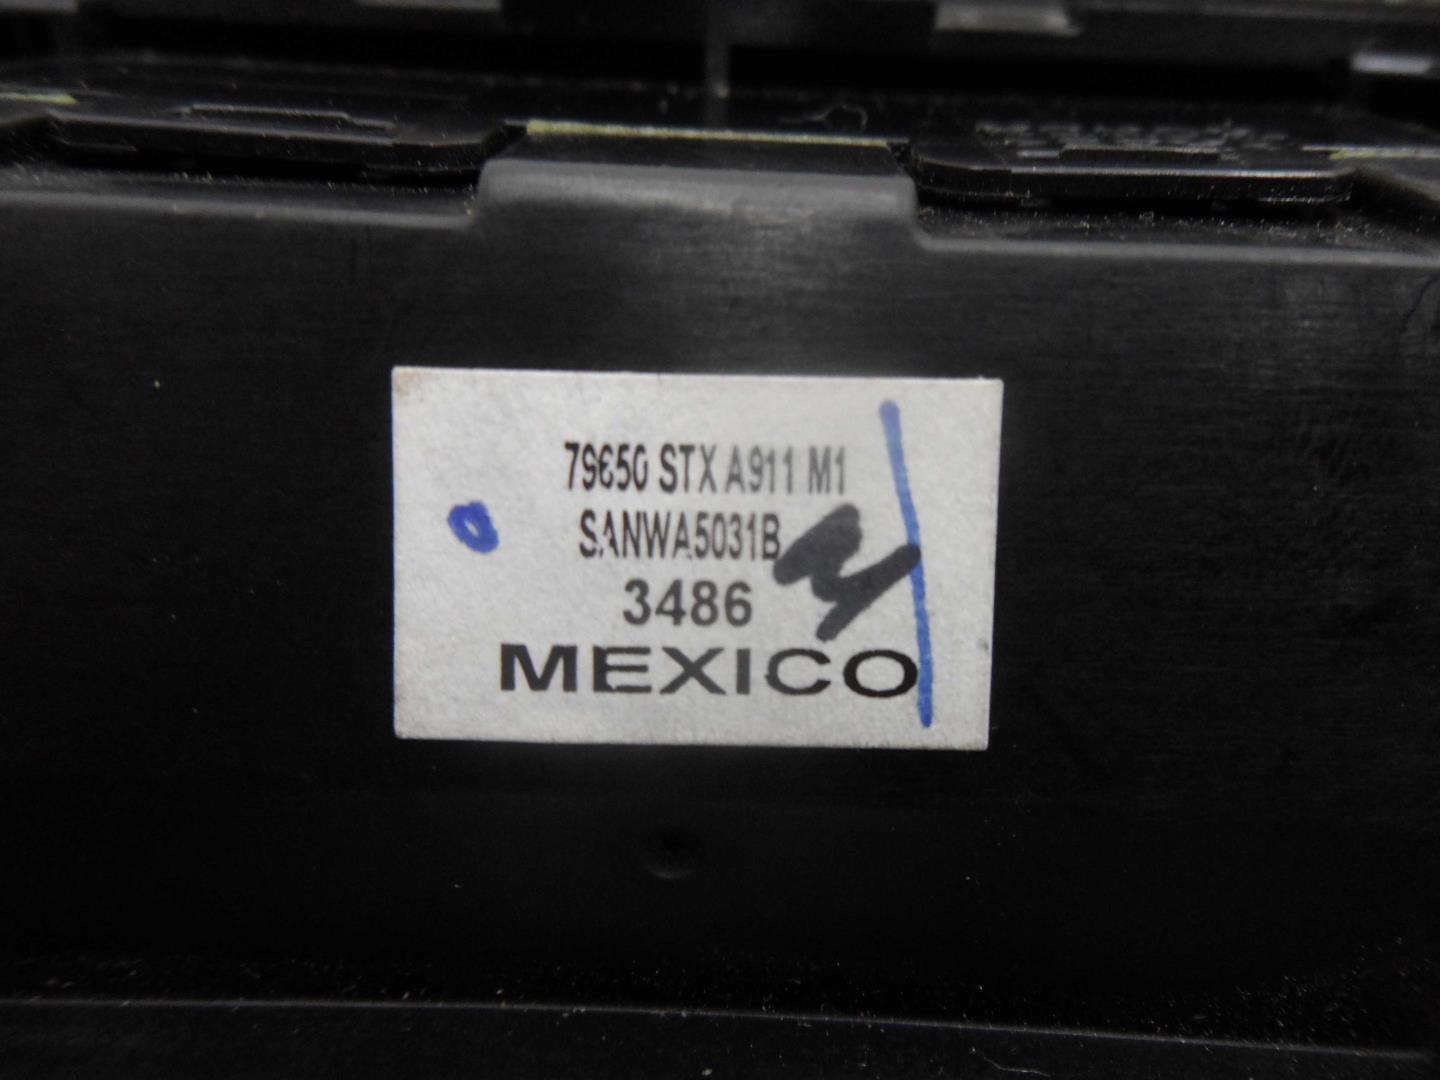 79650 STX A911 M1
SANWA5031B
3486
MEXICO